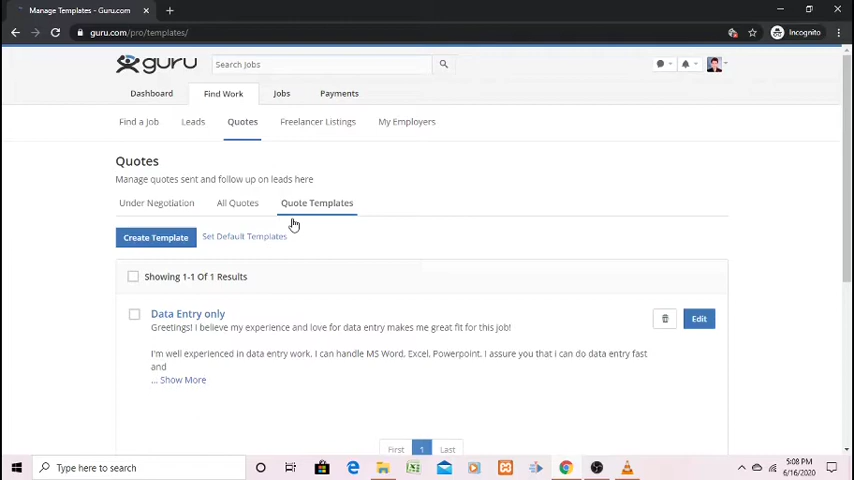 Manage Templates - Guru.com
guru.com/pro/templates/
Incognito
guru
Search Jobs
Dashboard
Find Work
Jobs
Payments
Find a Job
Leads
Quotes
Freelancer Listings
My Employers
Quotes
Manage quotes sent and follow up on leads here
Under Negotiation
All Quotes
Quote Templates
Create Template
Set Default Templates
Showing 1-1 Of 1 Results
Data Entry only
Greetings! I believe my experience and love for data entry makes me great fit for this job!
Edit
I'm well experienced in data entry work. I can handle MS Word, Excel, Powerpoint. I assure you that i can do data entry fast
and
... Show More
First
1
Last
Type here to search
5:08 PM
6/16/2020